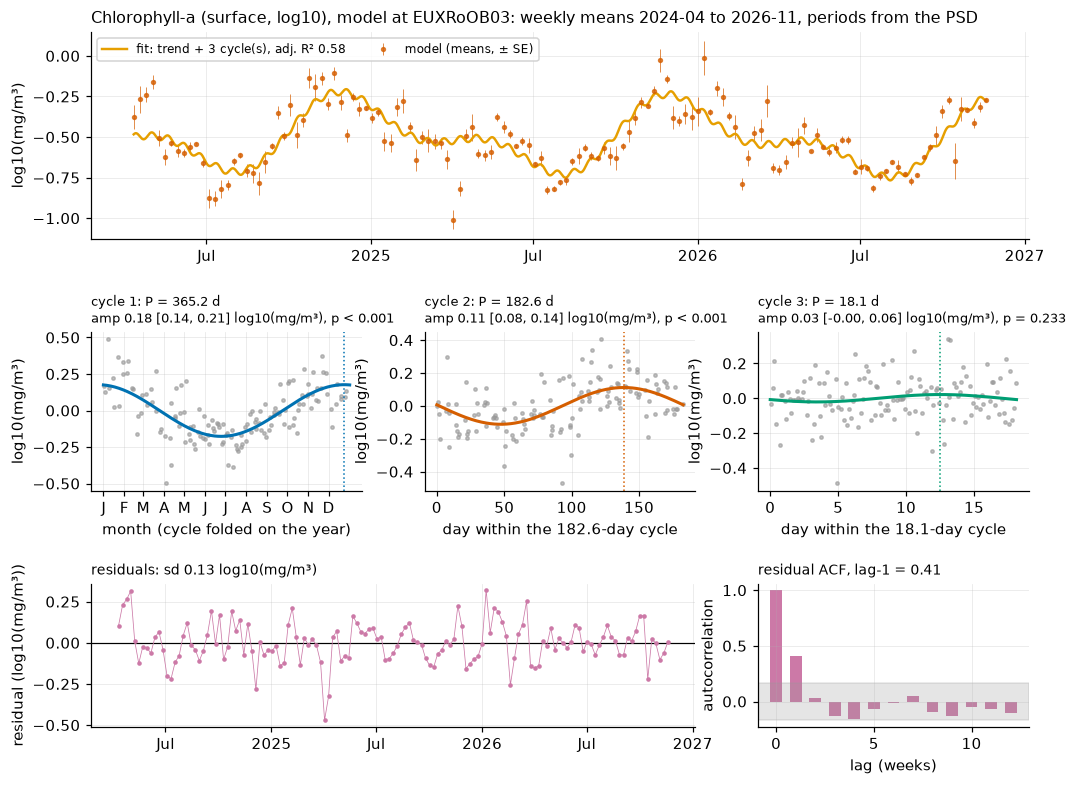 Chlorophyll-a (surface, log10), model at EUXRoOB03: weekly means 2024-04 to 2026-11, periods from the PSD
fit: trend + 3 cycle(s), adj. R² 0.58
model (means, ± SE)
log10(mg/m³)
0.00
−0.25
−0.50
−0.75
−1.00
Jul
2025
Jul
2026
Jul
2027
cycle 1: P = 365.2 d
amp 0.18 [0.14, 0.21] log10(mg/m³), p < 0.001
log10(mg/m³)
0.50
0.25
0.00
−0.25
−0.50
J F M A M J J A S O N D
month (cycle folded on the year)
cycle 2: P = 182.6 d
amp 0.11 [0.08, 0.14] log10(mg/m³), p < 0.001
log10(mg/m³)
0.4
0.2
0.0
−0.2
−0.4
0 50 100 150
day within the 182.6-day cycle
cycle 3: P = 18.1 d
amp 0.03 [-0.00, 0.06] log10(mg/m³), p = 0.233
log10(mg/m³)
0.2
0.0
−0.2
−0.4
0 5 10 15
day within the 18.1-day cycle
residuals: sd 0.13 log10(mg/m³)
residual (log10(mg/m³))
0.25
0.00
−0.25
−0.50
Jul
2025
Jul
2026
Jul
2027
residual ACF, lag-1 = 0.41
autocorrelation
1.0
0.5
0.0
0 5 10
lag (weeks)